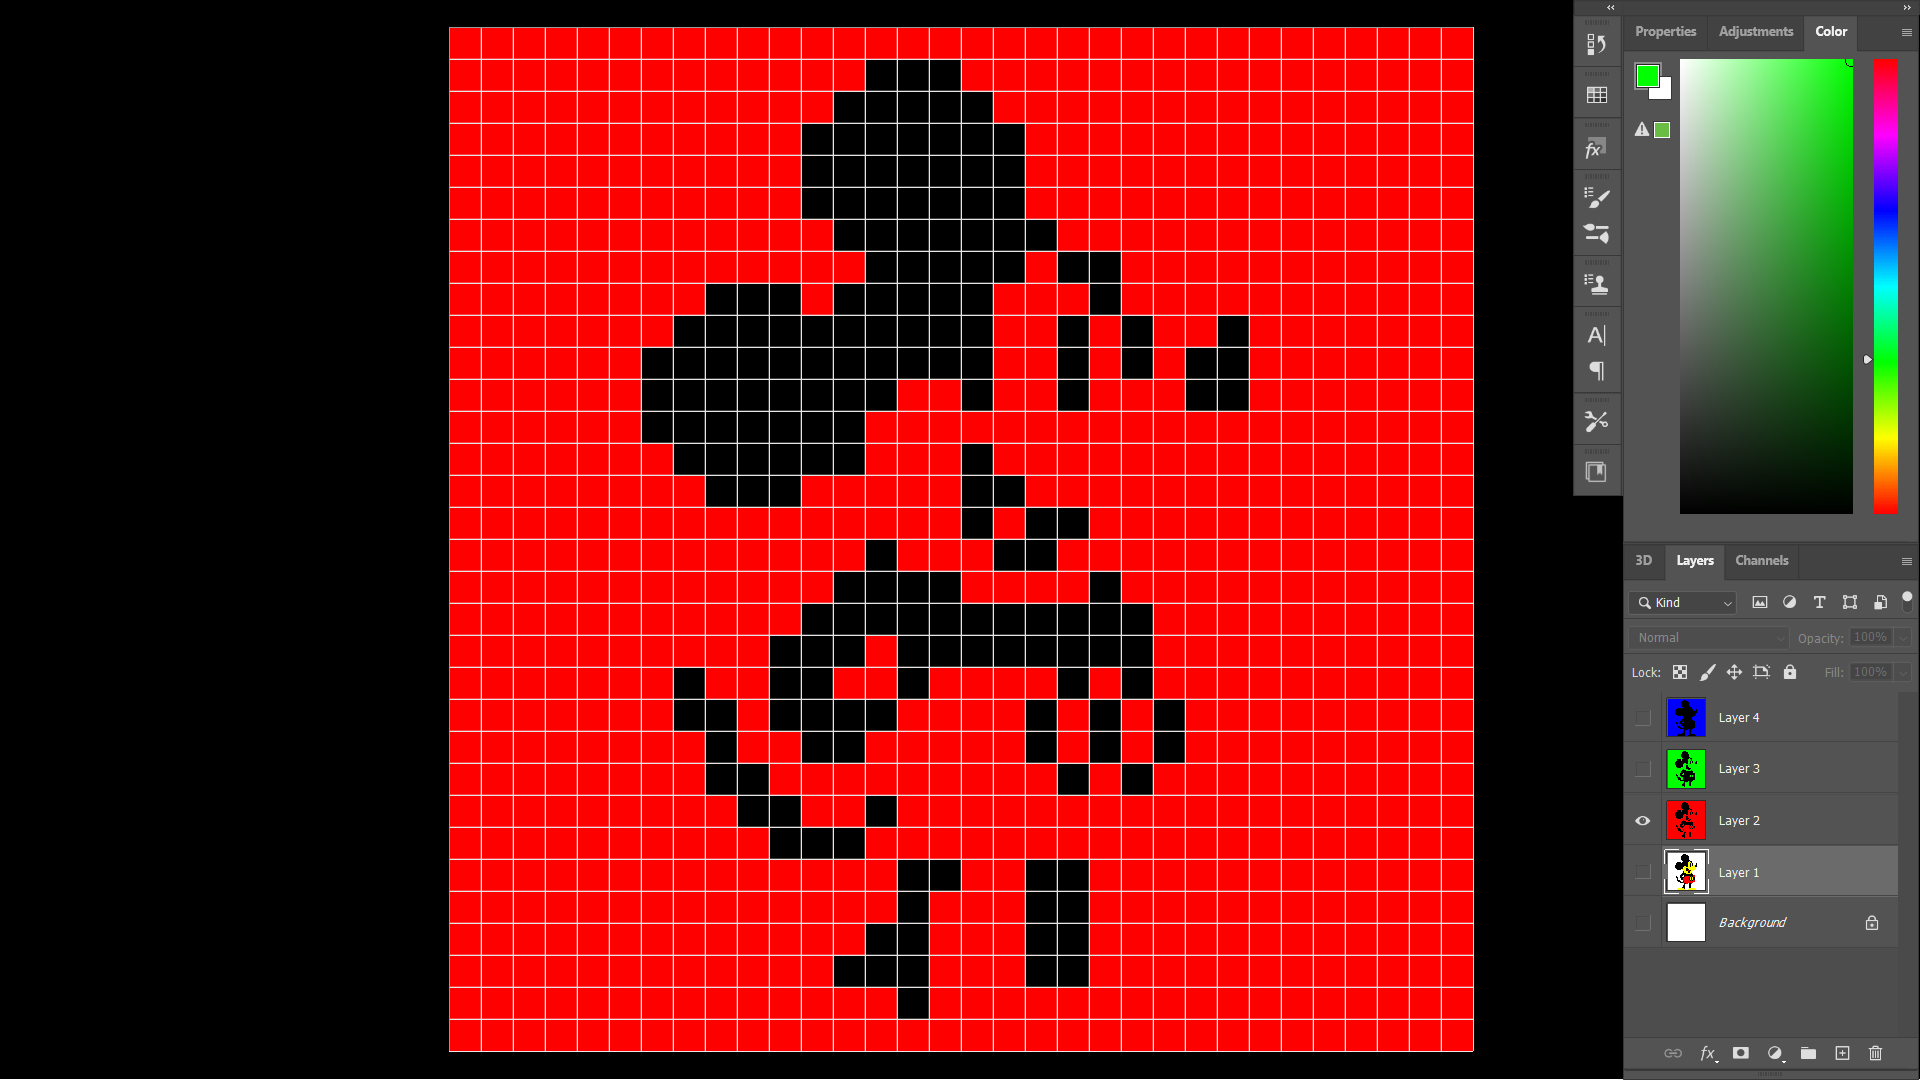 Properties Adjustments Color
3D Layers Channels
Kind
Normal Opacity: 100%
Lock: Fill: 100%
Layer 4
Layer 3
Layer 2
Layer 1
Background